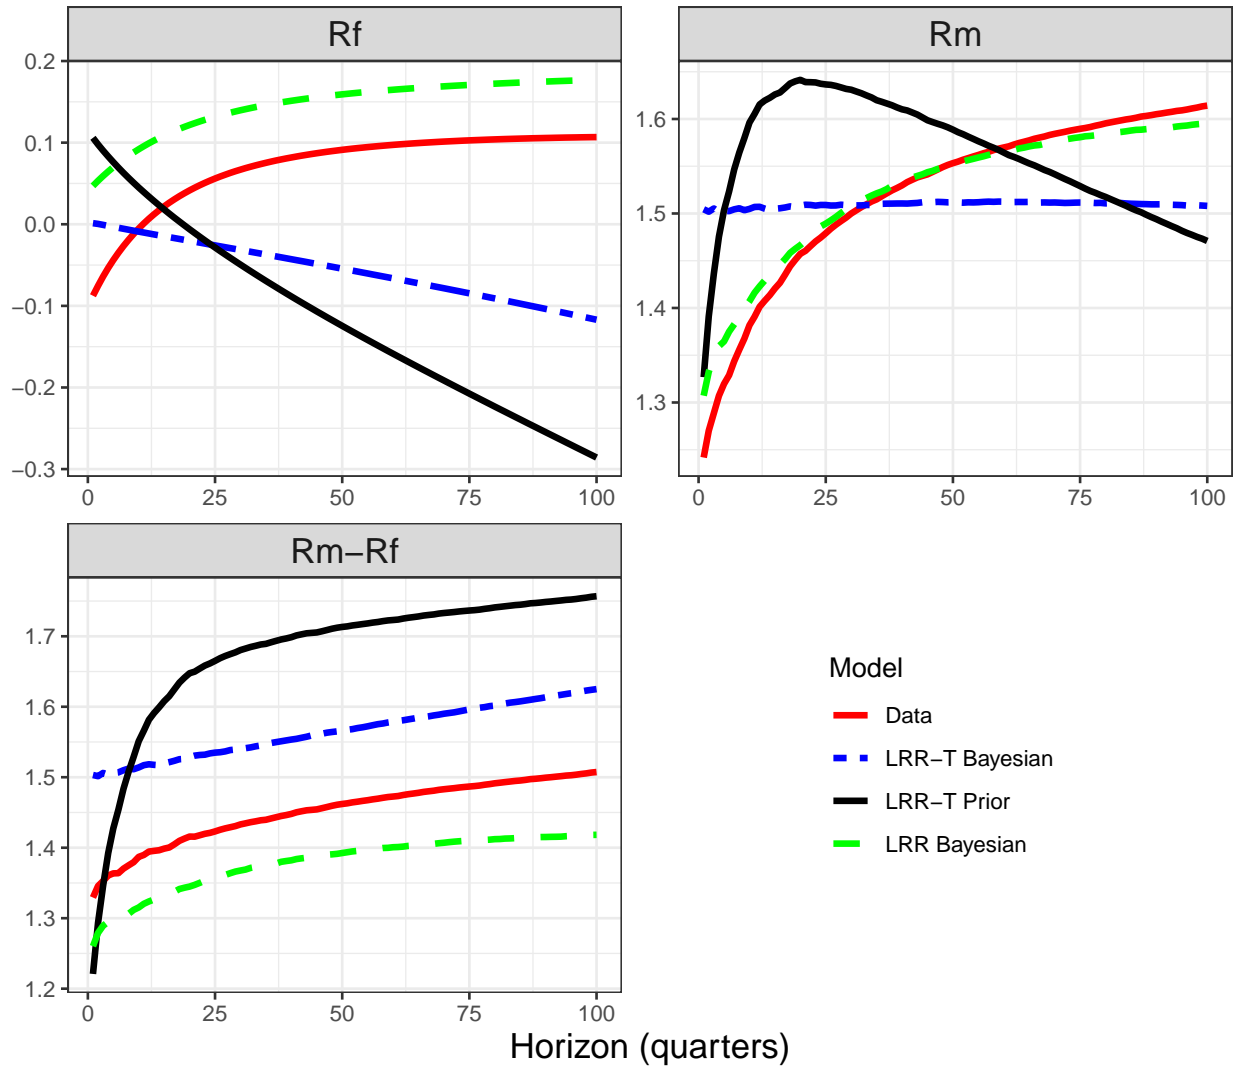 Rf
0.2
0.1
0.0
−0.1
−0.2
−0.3
0 25 50 75 100
Rm
1.6
1.5
1.4
1.3
0 25 50 75 100
Rm−Rf
1.7
1.6
1.5
1.4
1.3
1.2
0 25 50 75 100
Horizon (quarters)
Model
Data
LRR−T Bayesian
LRR−T Prior
LRR Bayesian